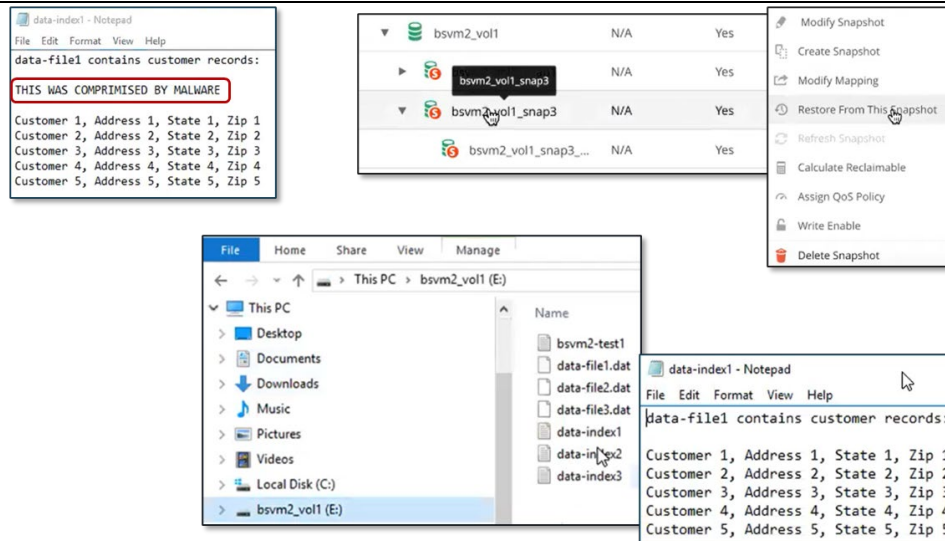 data-index1 - Notepad
File Edit Format View Help
data-file1 contains customer records:
THIS WAS COMPRIMISED BY MALWARE
Customer 1, Address 1, State 1, Zip 1
Customer 2, Address 2, State 2, Zip 2
Customer 3, Address 3, State 3, Zip 3
Customer 4, Address 4, State 4, Zip 4
Customer 5, Address 5, State 5, Zip 5
bsvm2_vol1 N/A Yes
N/A Yes
bsvm2_vol1_snap3
bsvm2_vol1_snap3 N/A Yes
bsvm2_vol1_snap3_... N/A Yes
Modify Snapshot
Create Snapshot
Modify Mapping
Restore From This Snapshot
Refresh Snapshot
Calculate Reclaimable
Assign QoS Policy
Write Enable
Delete Snapshot
File Home Share View Manage
This PC > bsvm2_vol1 (E:)
This PC
Desktop
Documents
Downloads
Music
Pictures
Videos
Local Disk (C:)
bsvm2_vol1 (E:)
Name
bsvm2-test1
data-file1.dat
data-file2.dat
data-file3.dat
data-index1
data-index2
data-index3
data-index1 - Notepad
File Edit Format View Help
data-file1 contains customer records:
Customer 1, Address 1, State 1, Zip 1
Customer 2, Address 2, State 2, Zip 2
Customer 3, Address 3, State 3, Zip 3
Customer 4, Address 4, State 4, Zip 4
Customer 5, Address 5, State 5, Zip 5